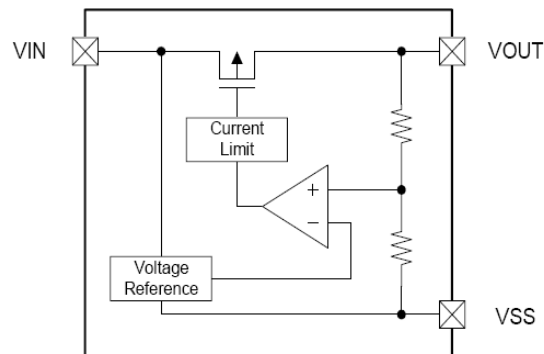 VIN
VOUT
Current
Limit
+
−
Voltage
Reference
VSS